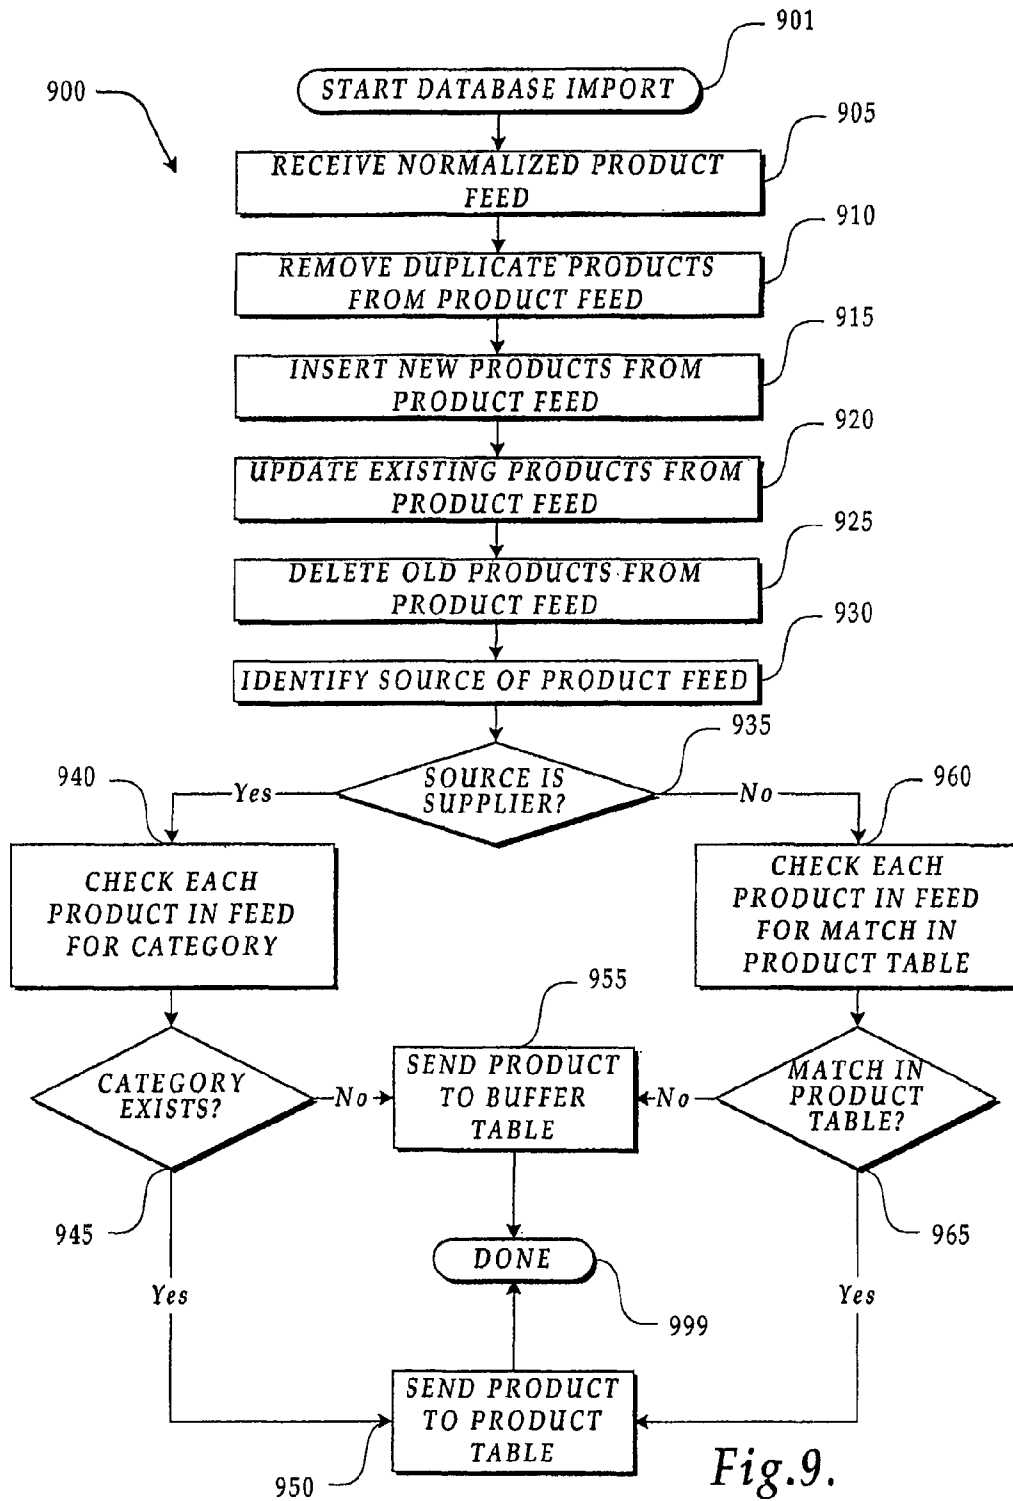 901
900
START DATABASE IMPORT
905
RECEIVE NORMALIZED PRODUCT
FEED
910
REMOVE DUPLICATE PRODUCTS
FROM PRODUCT FEED
915
INSERT NEW PRODUCTS FROM
PRODUCT FEED
920
UPDATE EXISTING PRODUCTS FROM
PRODUCT FEED
925
DELETE OLD PRODUCTS FROM
PRODUCT FEED
930
IDENTIFY SOURCE OF PRODUCT FEED
935
SOURCE IS
SUPPLIER?
940
Yes
No
960
CHECK EACH
PRODUCT IN FEED
FOR CATEGORY
CHECK EACH
PRODUCT IN FEED
FOR MATCH IN
PRODUCT TABLE
955
CATEGORY
EXISTS?
No
SEND PRODUCT
TO BUFFER
TABLE
No
MATCH IN
PRODUCT
TABLE?
945
965
DONE
Yes
Yes
999
SEND PRODUCT
TO PRODUCT
TABLE
950
Fig.9.